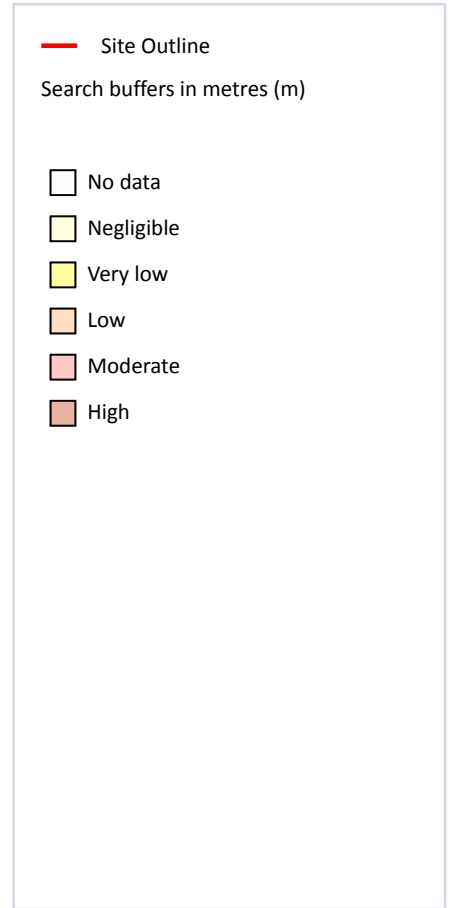 Site Outline
Search buffers in metres (m)
No data
Negligible
Very low
Low
Moderate
High